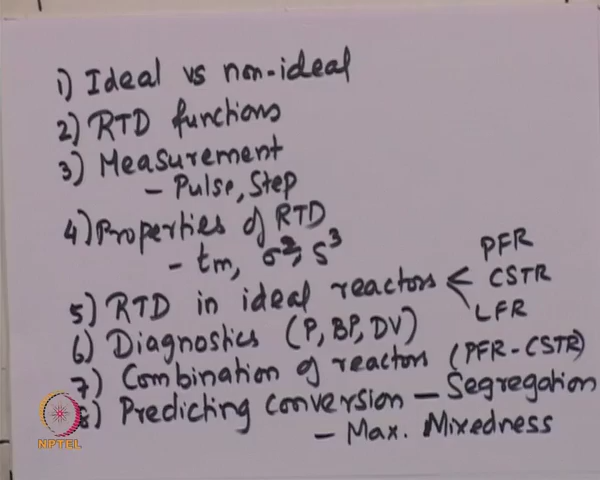 1) Ideal vs non-ideal
2) RTD functions
3) Measurement
- Pulse, Step
4) Properties of RTD
- tm, σ², s³
5) RTD in ideal reactors < PFR
CSTR
LFR
6) Diagnostics (P, BP, DV)
7) Combination of reactors (PFR-CSTR)
8) Predicting conversion - Segregation
- Max. Mixedness
NPTEL